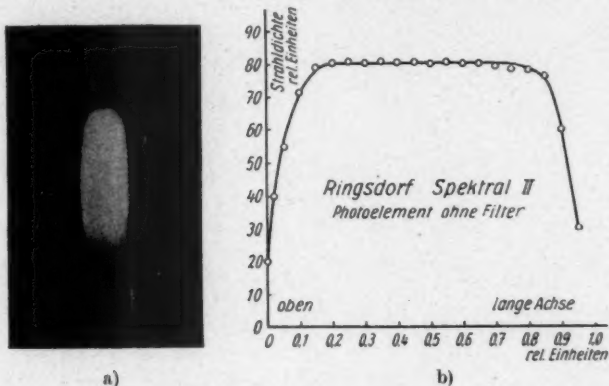 90
80
70
60
50
40
30
20
10
0
Strahldichte
rel. Einheiten
Ringsdorf Spektral II
Photoelement ohne Filter
oben
lange Achse
0 0.1 0.2 0.3 0.4 0.5 0.6 0.7 0.8 0.9 1.0
rel. Einheiten
a)
b)